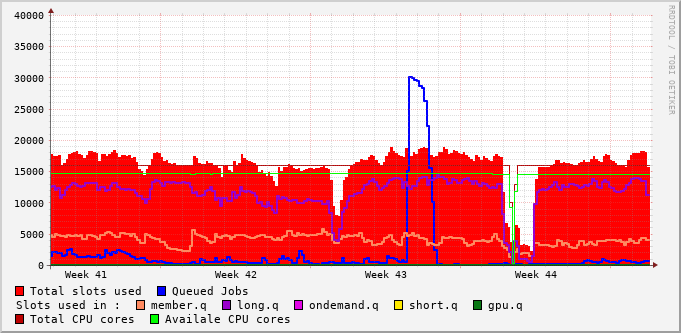 40000
35000
30000
25000
20000
15000
10000
5000
0
Week 41 Week 42 Week 43 Week 44
RRDTOOL / TOBI OETIKER
Total slots used Queued Jobs
Slots used in : member.q long.q ondemand.q short.q gpu.q
Total CPU cores Availale CPU cores